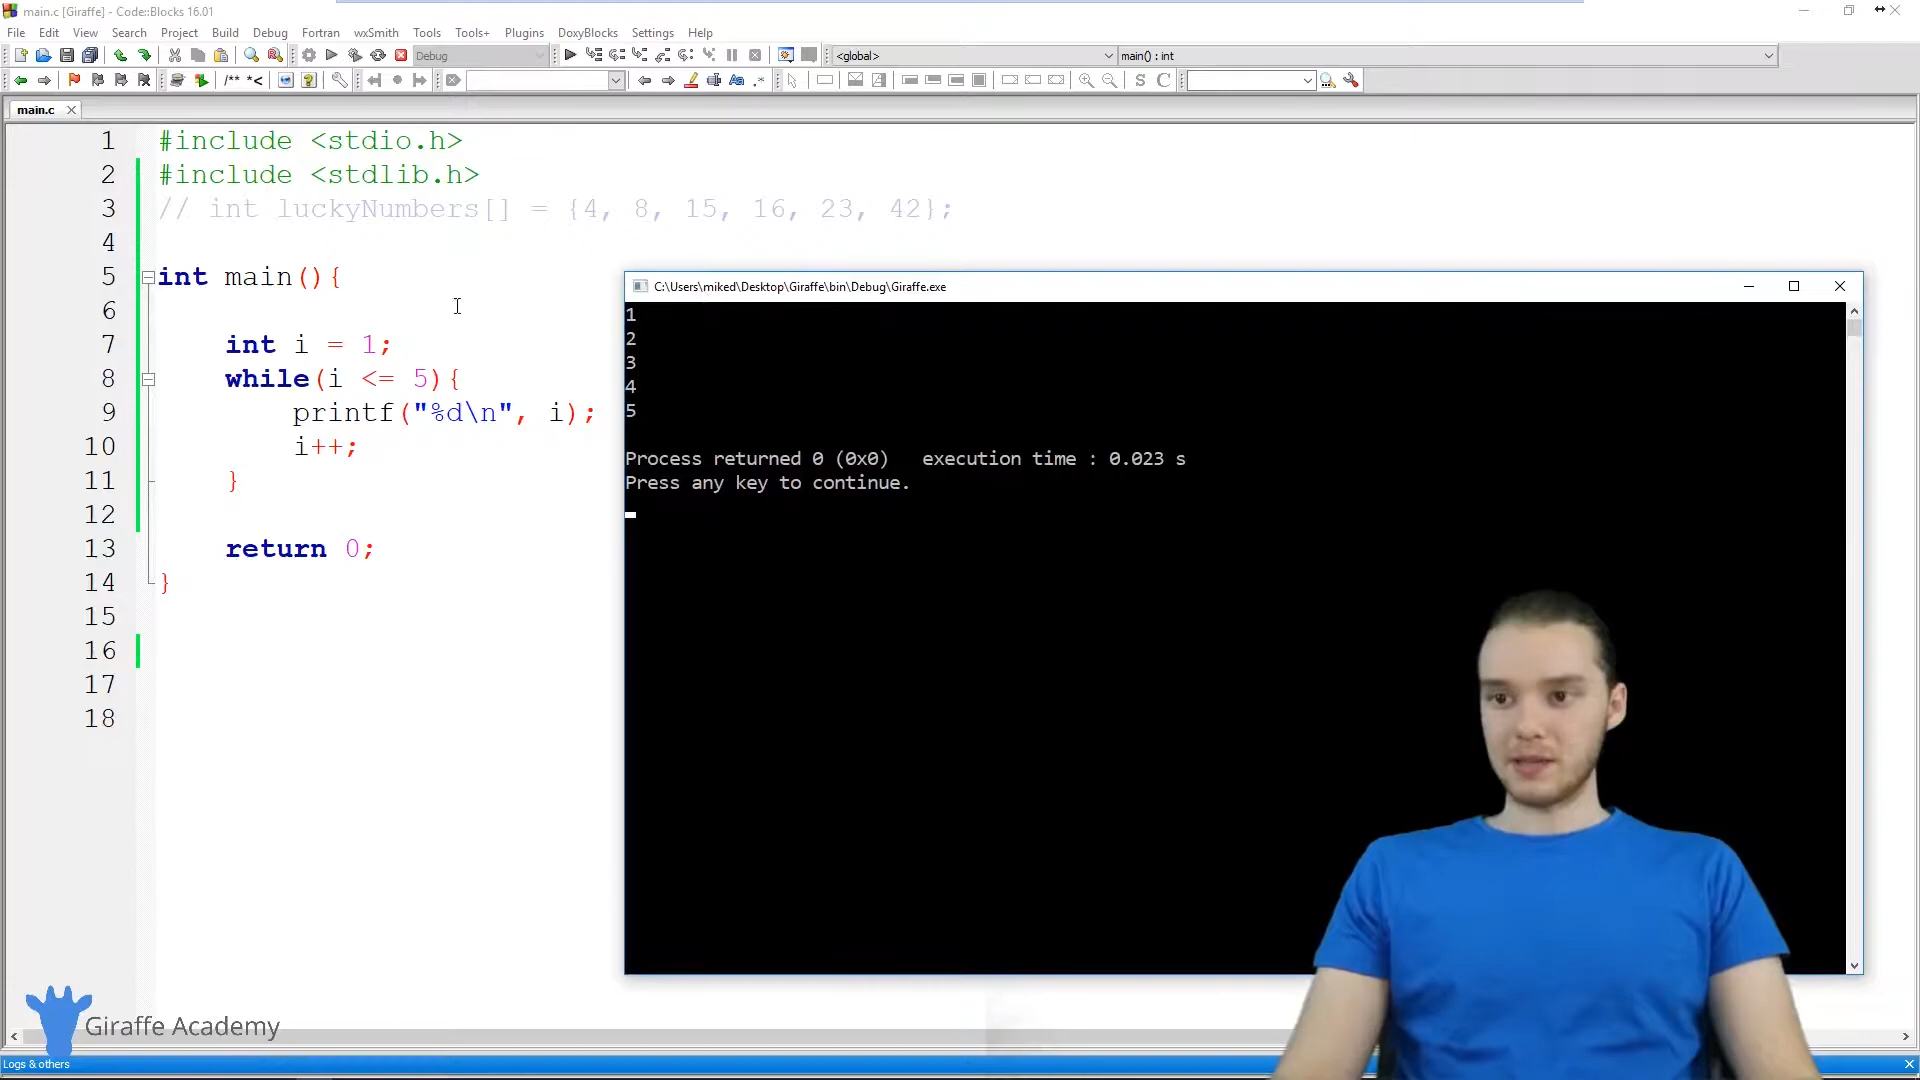 main.c [Giraffe] - Code::Blocks 16.01
File Edit View Search Project Build Debug Fortran wxSmith Tools Tools+ Plugins DoxyBlocks Settings Help
Debug <global> main() : int
/** *< Aa .* S C
main.c
1 #include <stdio.h>
2 #include <stdlib.h>
3 // int luckyNumbers[] = {4, 8, 15, 16, 23, 42};
4
5 int main(){
6
7 int i = 1;
8 while(i <= 5){
9 printf("%d\n", i);
10 i++;
11 }
12
13 return 0;
14 }
15
16
17
18
C:\Users\miked\Desktop\Giraffe\bin\Debug\Giraffe.exe
1
2
3
4
5
Process returned 0 (0x0) execution time : 0.023 s
Press any key to continue.
Giraffe Academy
Logs & others